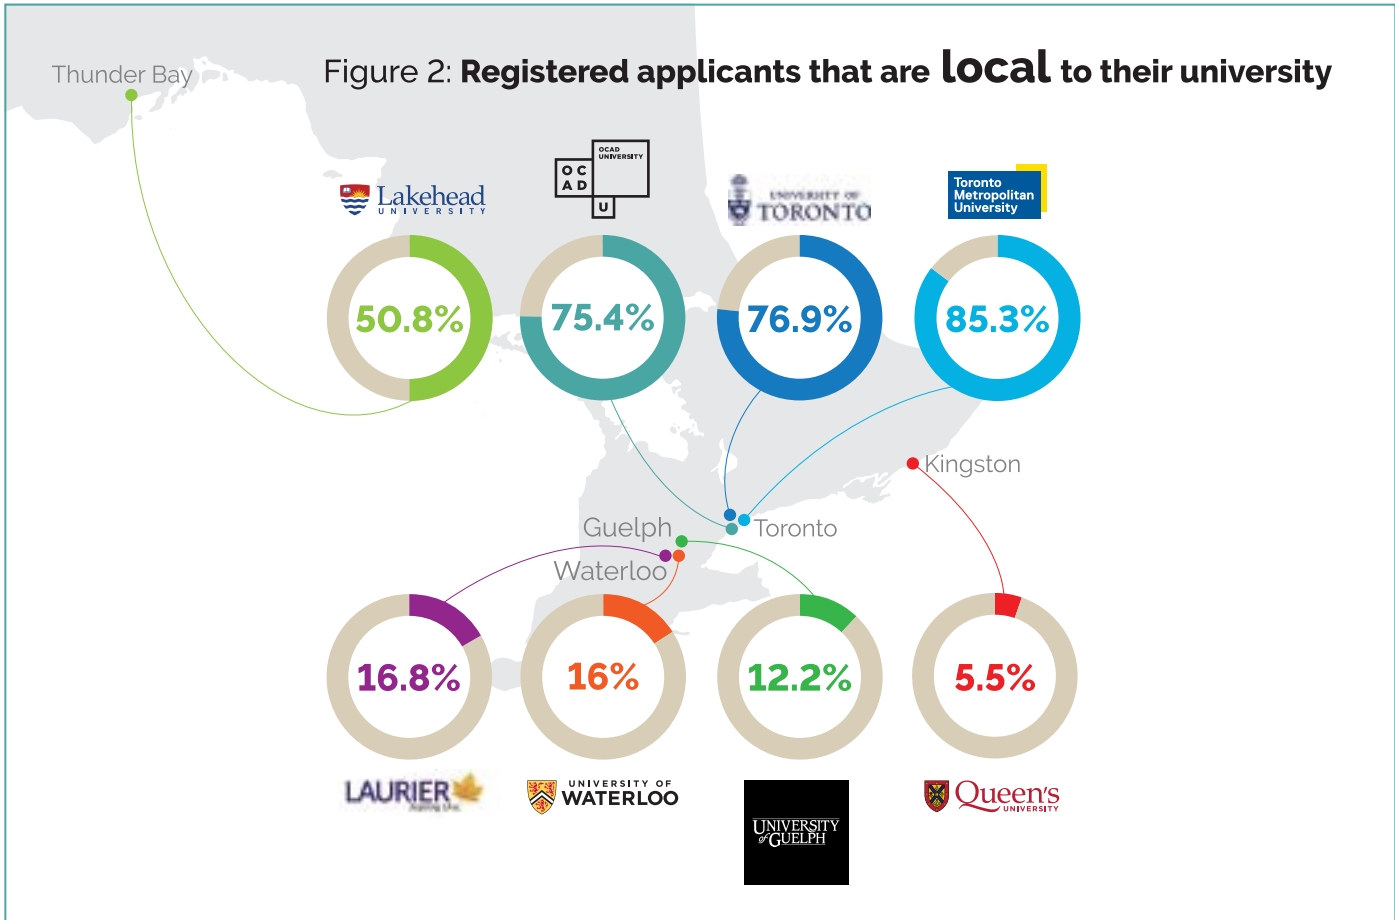 Thunder Bay
Figure 2: Registered applicants that are local to their university
Lakehead
UNIVERSITY
OCAD
UNIVERSITY
OC
AD
U
UNIVERSITY OF
TORONTO
Toronto
Metropolitan
University
50.8%
75.4%
76.9%
85.3%
Kingston
Guelph
Toronto
Waterloo
16.8%
16%
12.2%
5.5%
LAURIER
UNIVERSITY OF
WATERLOO
UNIVERSITY
of GUELPH
Queen's
UNIVERSITY